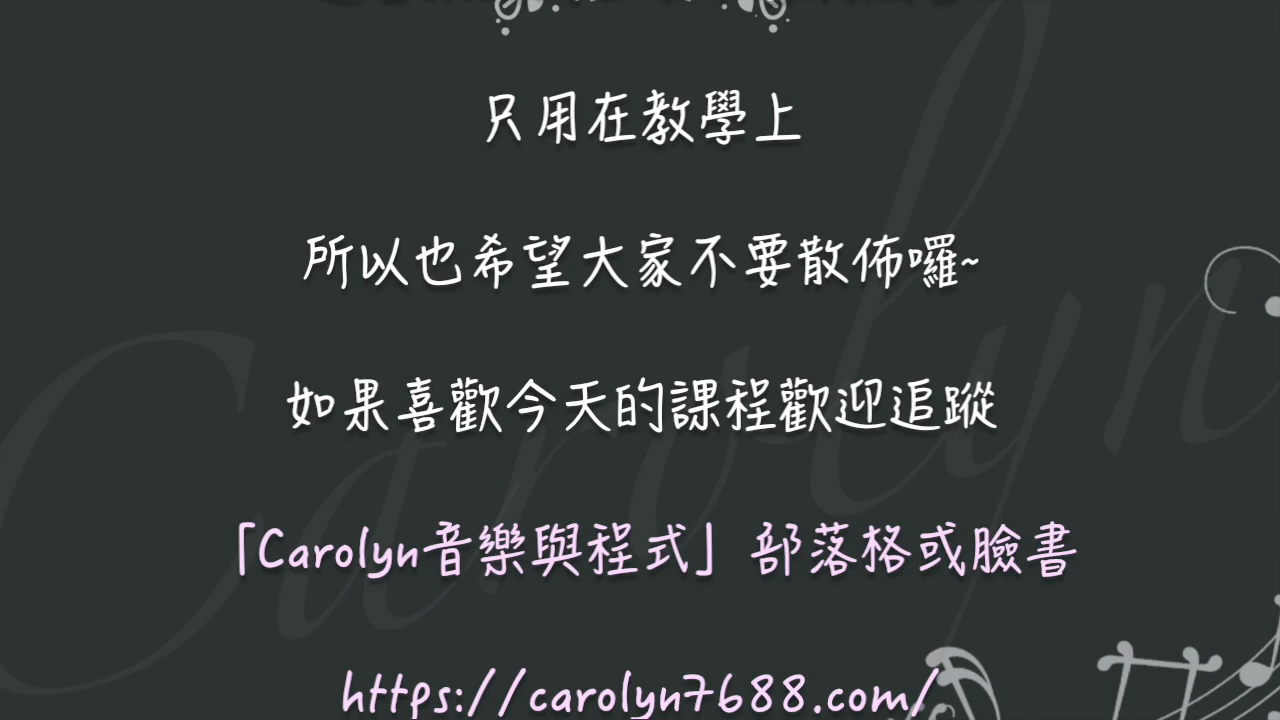 只用在教學上
所以也希望大家不要散佈囉~
如果喜歡今天的課程歡迎追蹤
「Carolyn音樂與程式」部落格或臉書
https://carolyn7688.com/
Carolyn